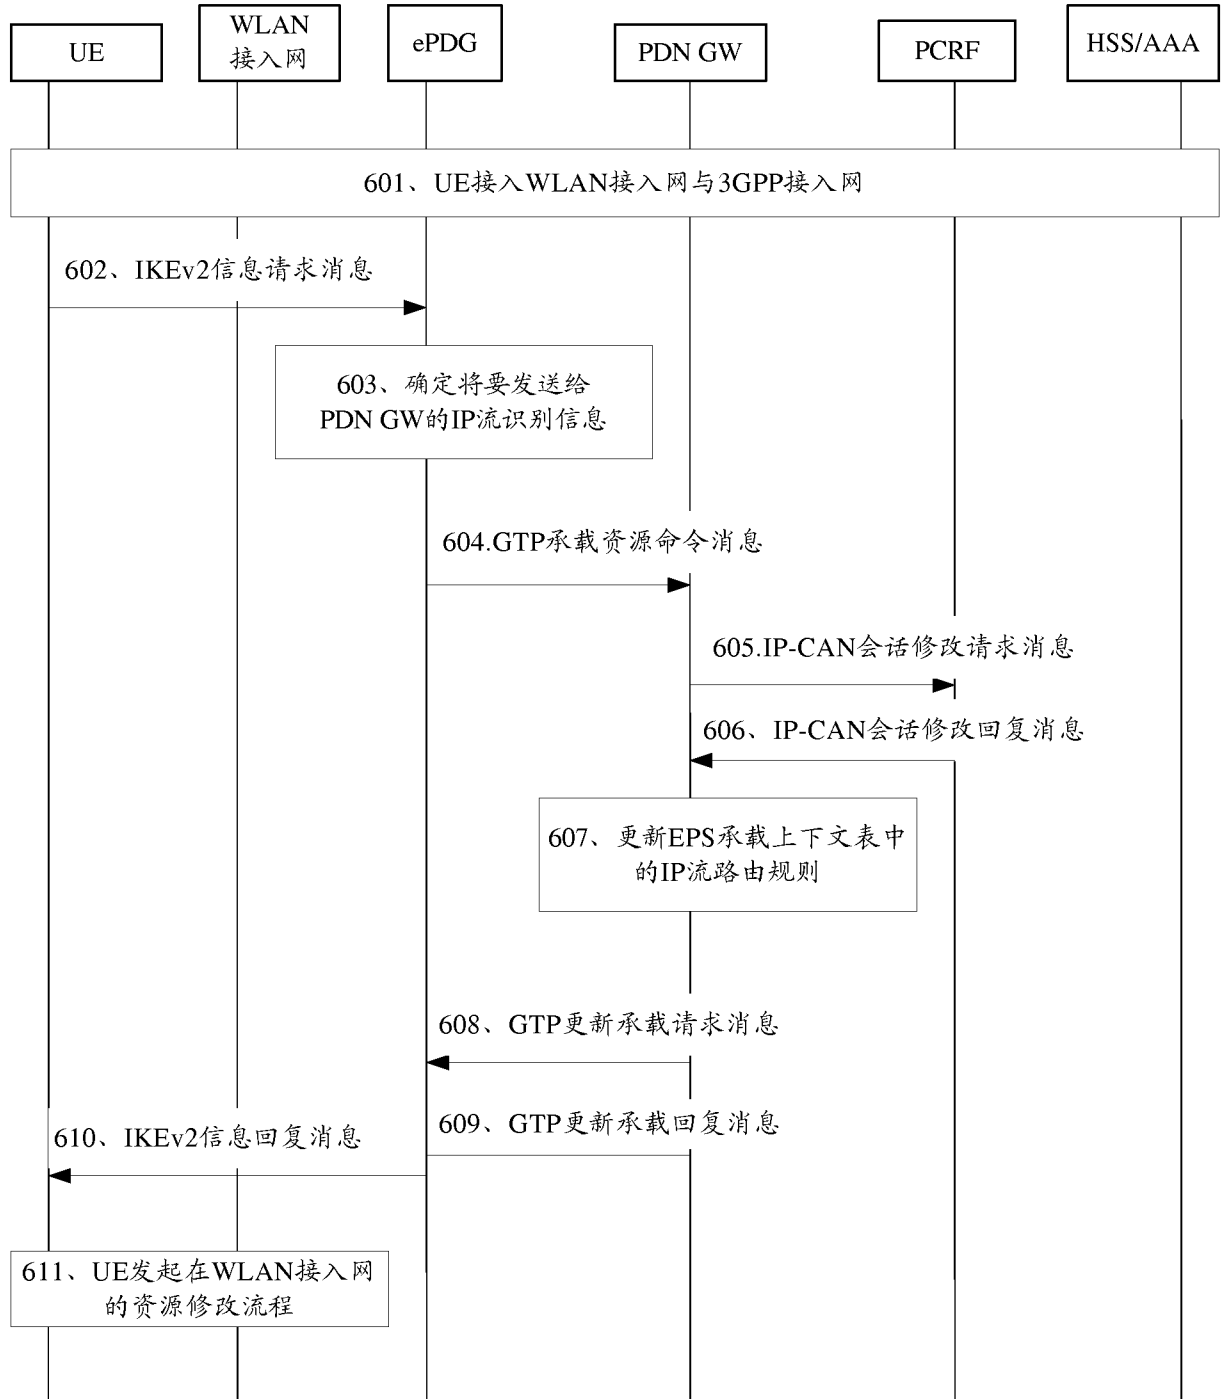 UE
WLAN
接入网
ePDG
PDN GW
PCRF
HSS/AAA
601、UE接入WLAN接入网与3GPP接入网
602、IKEv2信息请求消息
603、确定将要发送给
PDN GW的IP流识别信息
604.GTP承载资源命令消息
605.IP-CAN会话修改请求消息
606、IP-CAN会话修改回复消息
607、更新EPS承载上下文表中
的IP流路由规则
608、GTP更新承载请求消息
609、GTP更新承载回复消息
610、IKEv2信息回复消息
611、UE发起在WLAN接入网
的资源修改流程